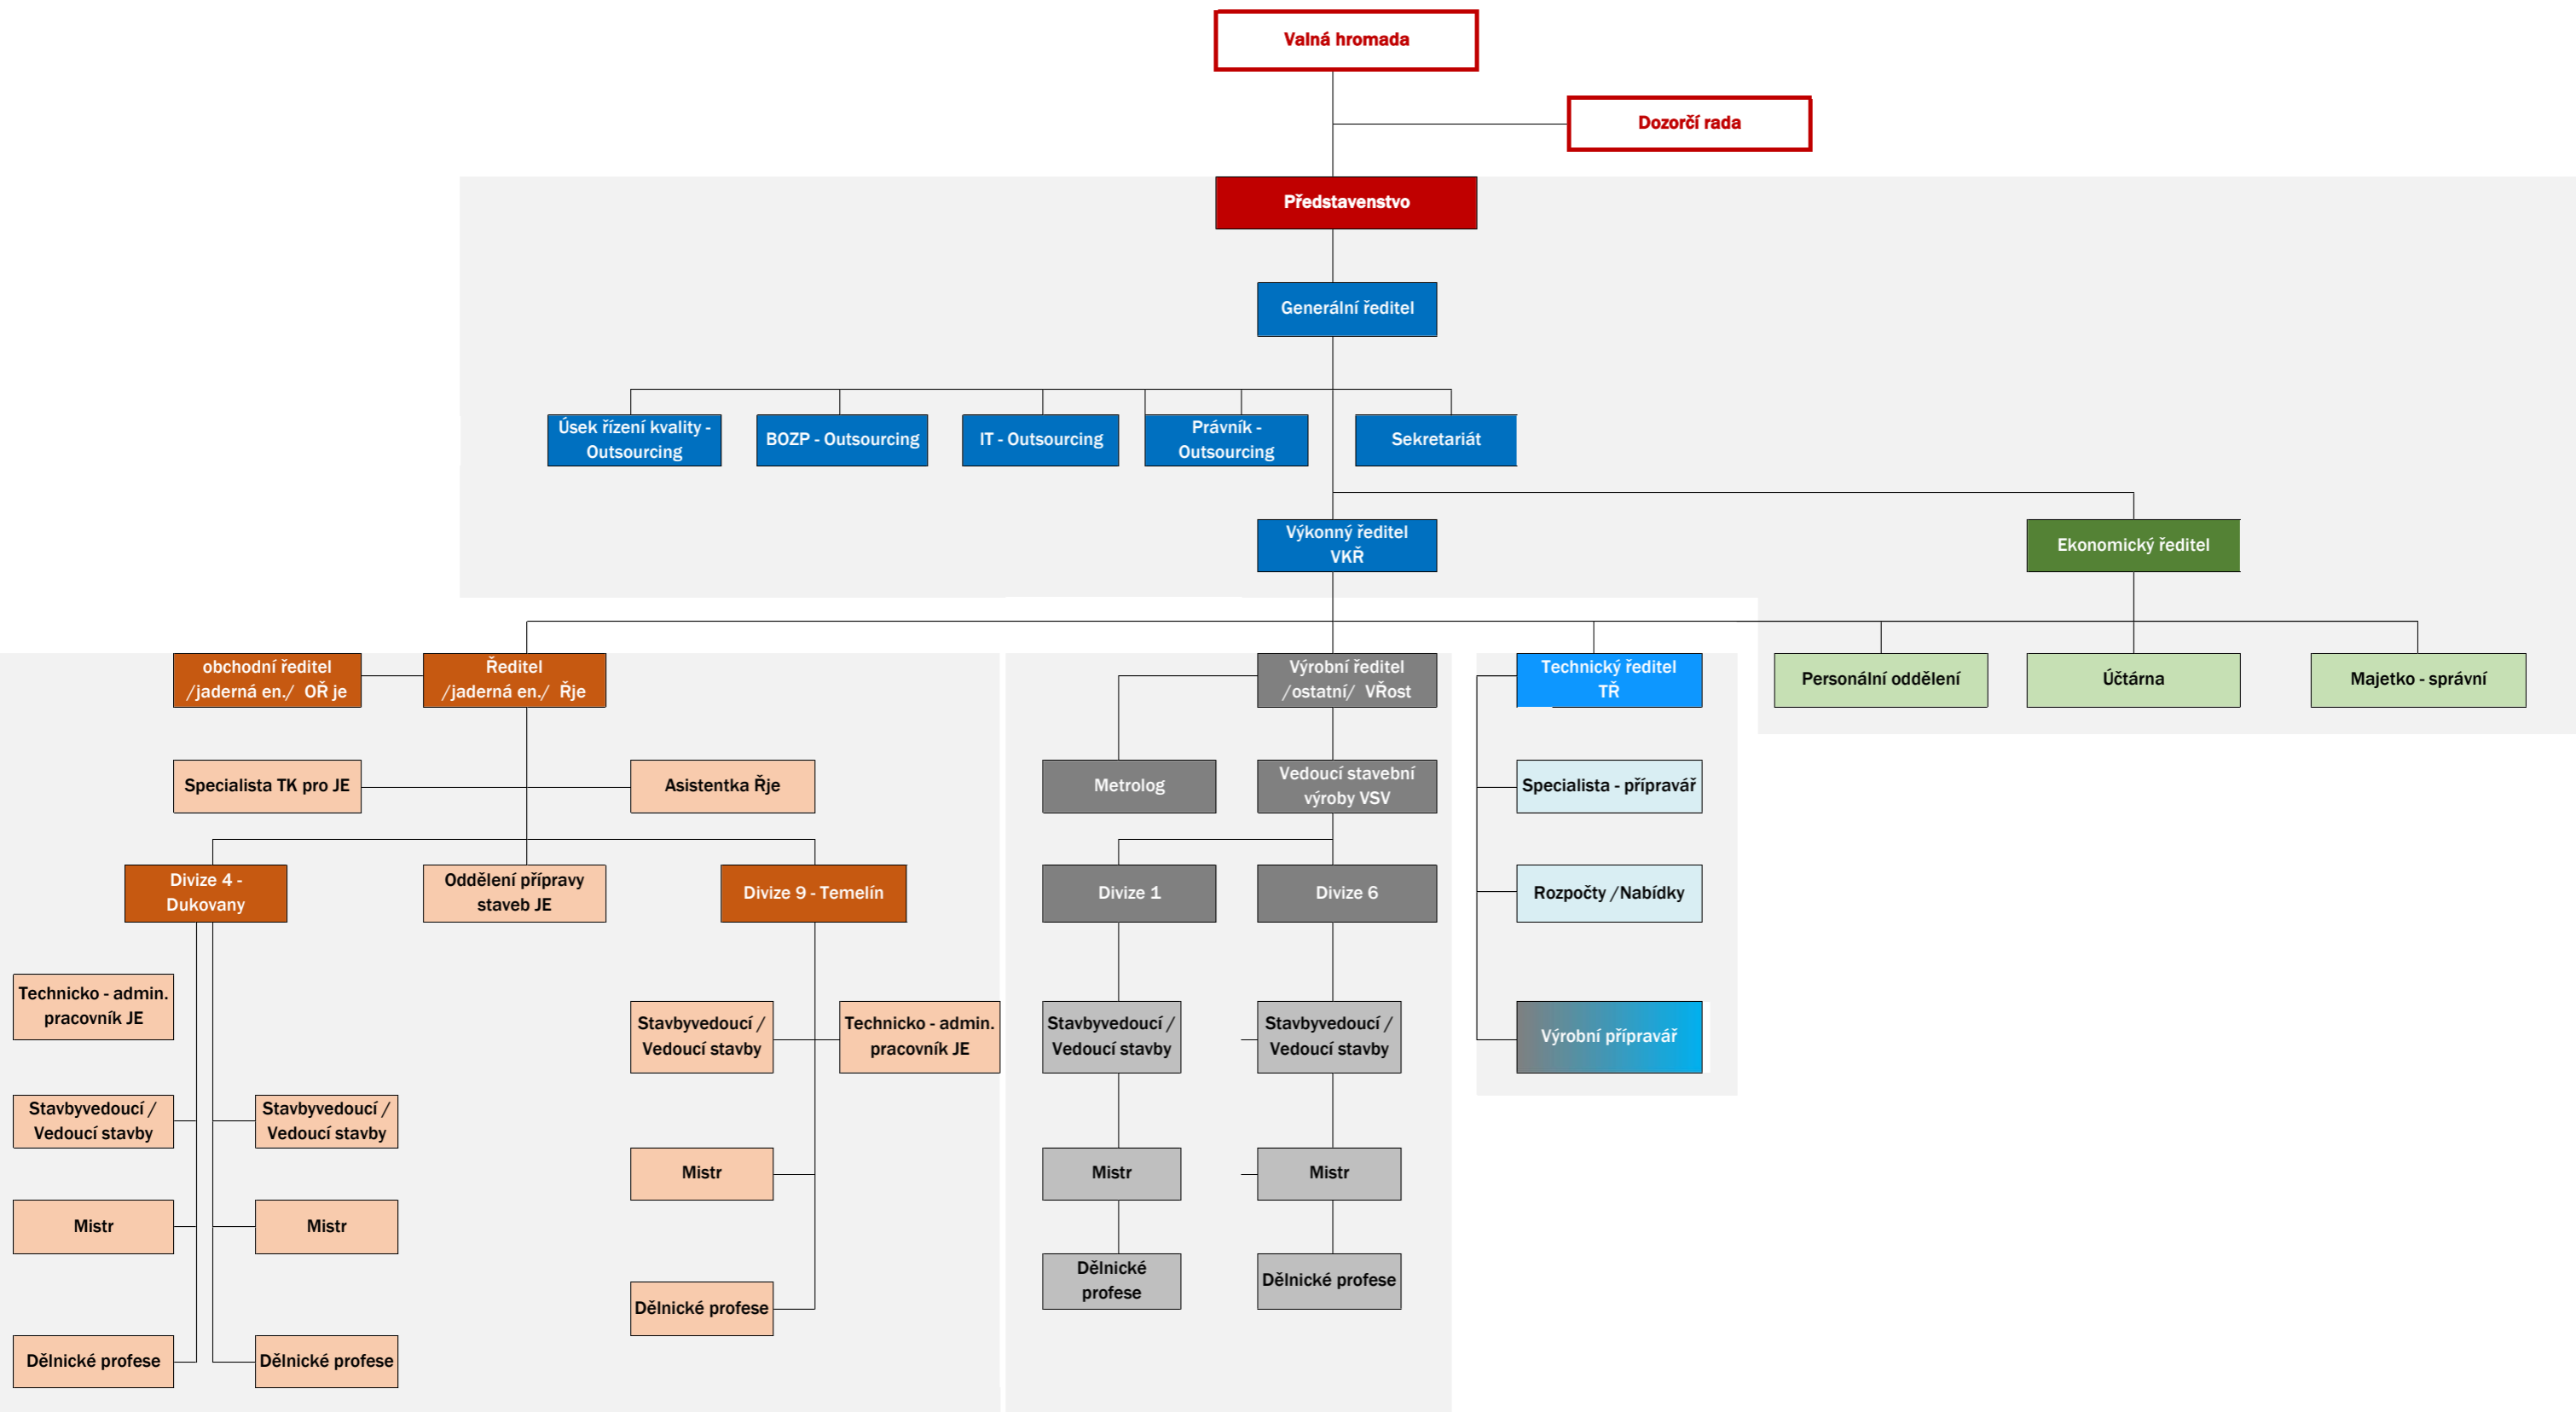 Valná hromada
Dozorčí rada
Představenstvo
Generální ředitel
Úsek řízení kvality -
Outsourcing
BOZP - Outsourcing
IT - Outsourcing
Právník -
Outsourcing
Sekretariát
Výkonný ředitel
VKŘ
Ekonomický ředitel
obchodní ředitel
/jaderná en./ OŘ je
Ředitel
/jaderná en./ Řje
Výrobní ředitel
/ostatní/ VŘost
Technický ředitel
TŘ
Personální oddělení
Účtárna
Majetko - správní
Specialista TK pro JE
Asistentka Řje
Metrolog
Vedoucí stavební
výroby VSV
Specialista - přípravář
Divize 4 -
Dukovany
Oddělení přípravy
staveb JE
Divize 9 - Temelín
Divize 1
Divize 6
Rozpočty /Nabídky
Technicko - admin.
pracovník JE
Stavbyvedoucí /
Vedoucí stavby
Technicko - admin.
pracovník JE
Stavbyvedoucí /
Vedoucí stavby
Stavbyvedoucí /
Vedoucí stavby
Výrobní přípravář
Stavbyvedoucí /
Vedoucí stavby
Stavbyvedoucí /
Vedoucí stavby
Mistr
Mistr
Mistr
Mistr
Mistr
Dělnické
profese
Dělnické profese
Dělnické profese
Dělnické profese
Dělnické profese